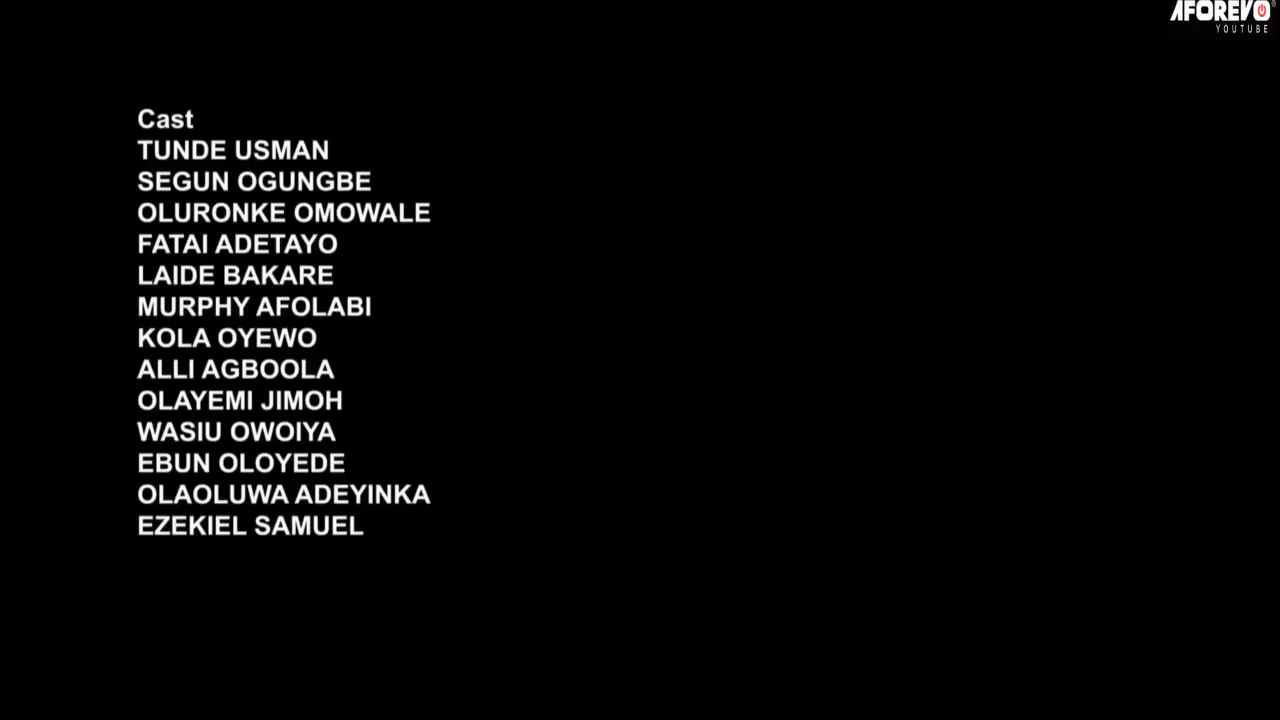 AFOREVO
YOUTUBE
Cast
TUNDE USMAN
SEGUN OGUNGBE
OLURONKE OMOWALE
FATAI ADETAYO
LAIDE BAKARE
MURPHY AFOLABI
KOLA OYEWO
ALLI AGBOOLA
OLAYEMI JIMOH
WASIU OWOIYA
EBUN OLOYEDE
OLAOLUWA ADEYINKA
EZEKIEL SAMUEL